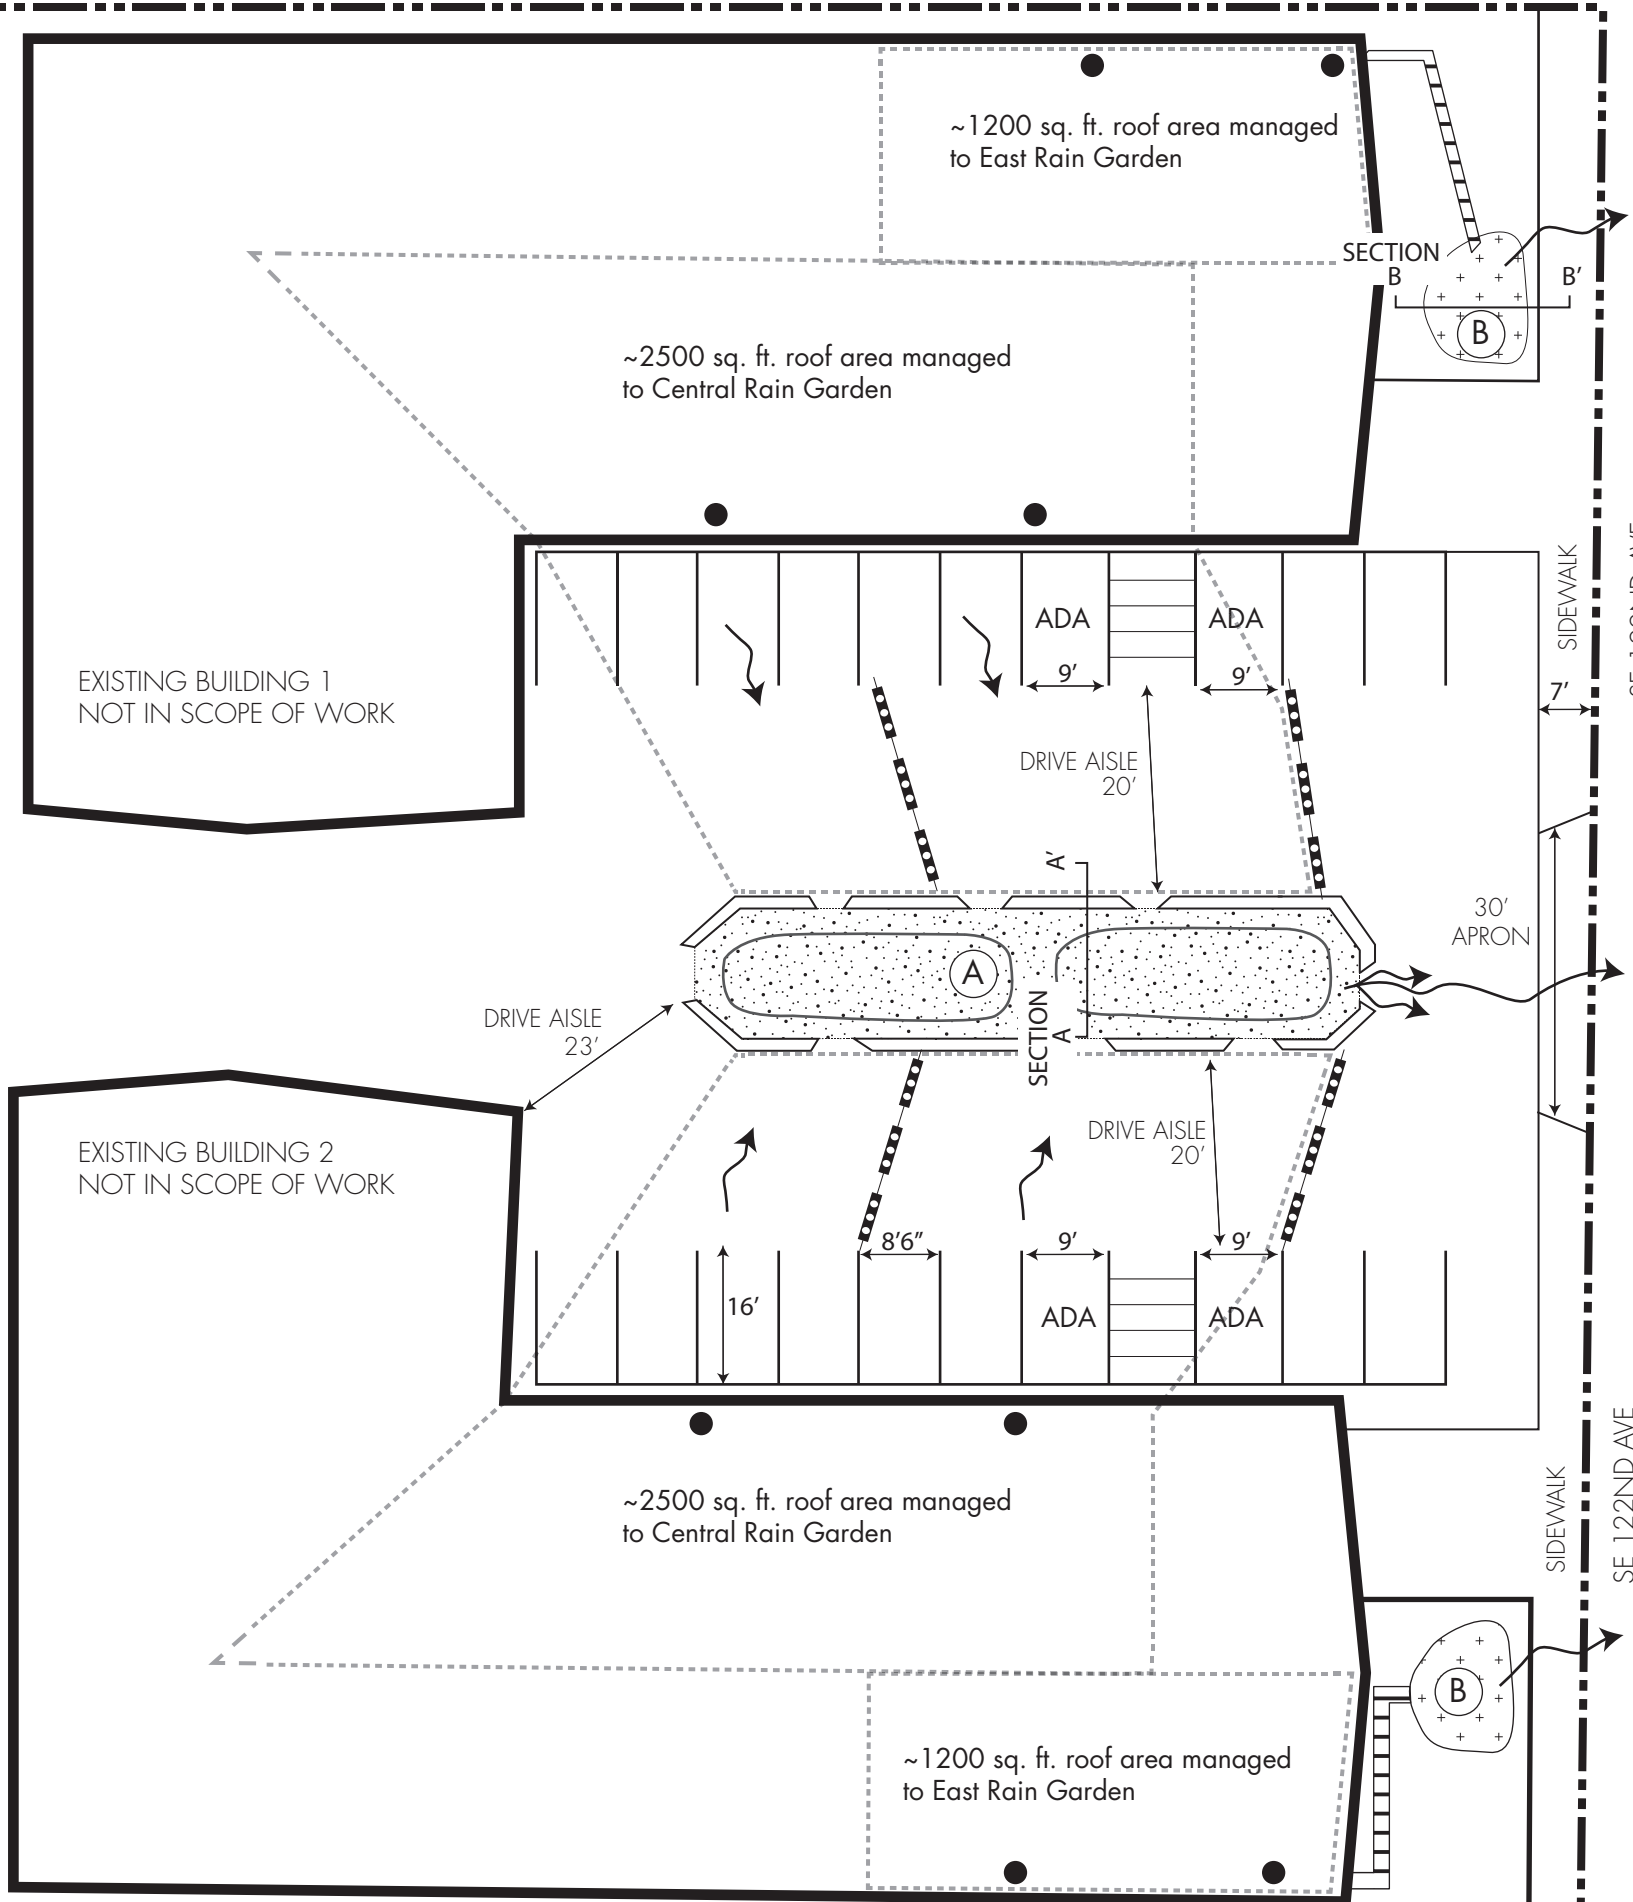 ~1200 sq. ft. roof area managed
to East Rain Garden
SECTION
B
B'
B
~2500 sq. ft. roof area managed
to Central Rain Garden
SIDEWALK
ADA
ADA
9'
9'
7'
EXISTING BUILDING 1
NOT IN SCOPE OF WORK
DRIVE AISLE
20'
A'
30'
APRON
A
SECTION
A
DRIVE AISLE
23'
EXISTING BUILDING 2
NOT IN SCOPE OF WORK
DRIVE AISLE
20'
8'6"
9'
9'
16'
ADA
ADA
SIDEWALK
SE 122ND AVE
~2500 sq. ft. roof area managed
to Central Rain Garden
B
~1200 sq. ft. roof area managed
to East Rain Garden